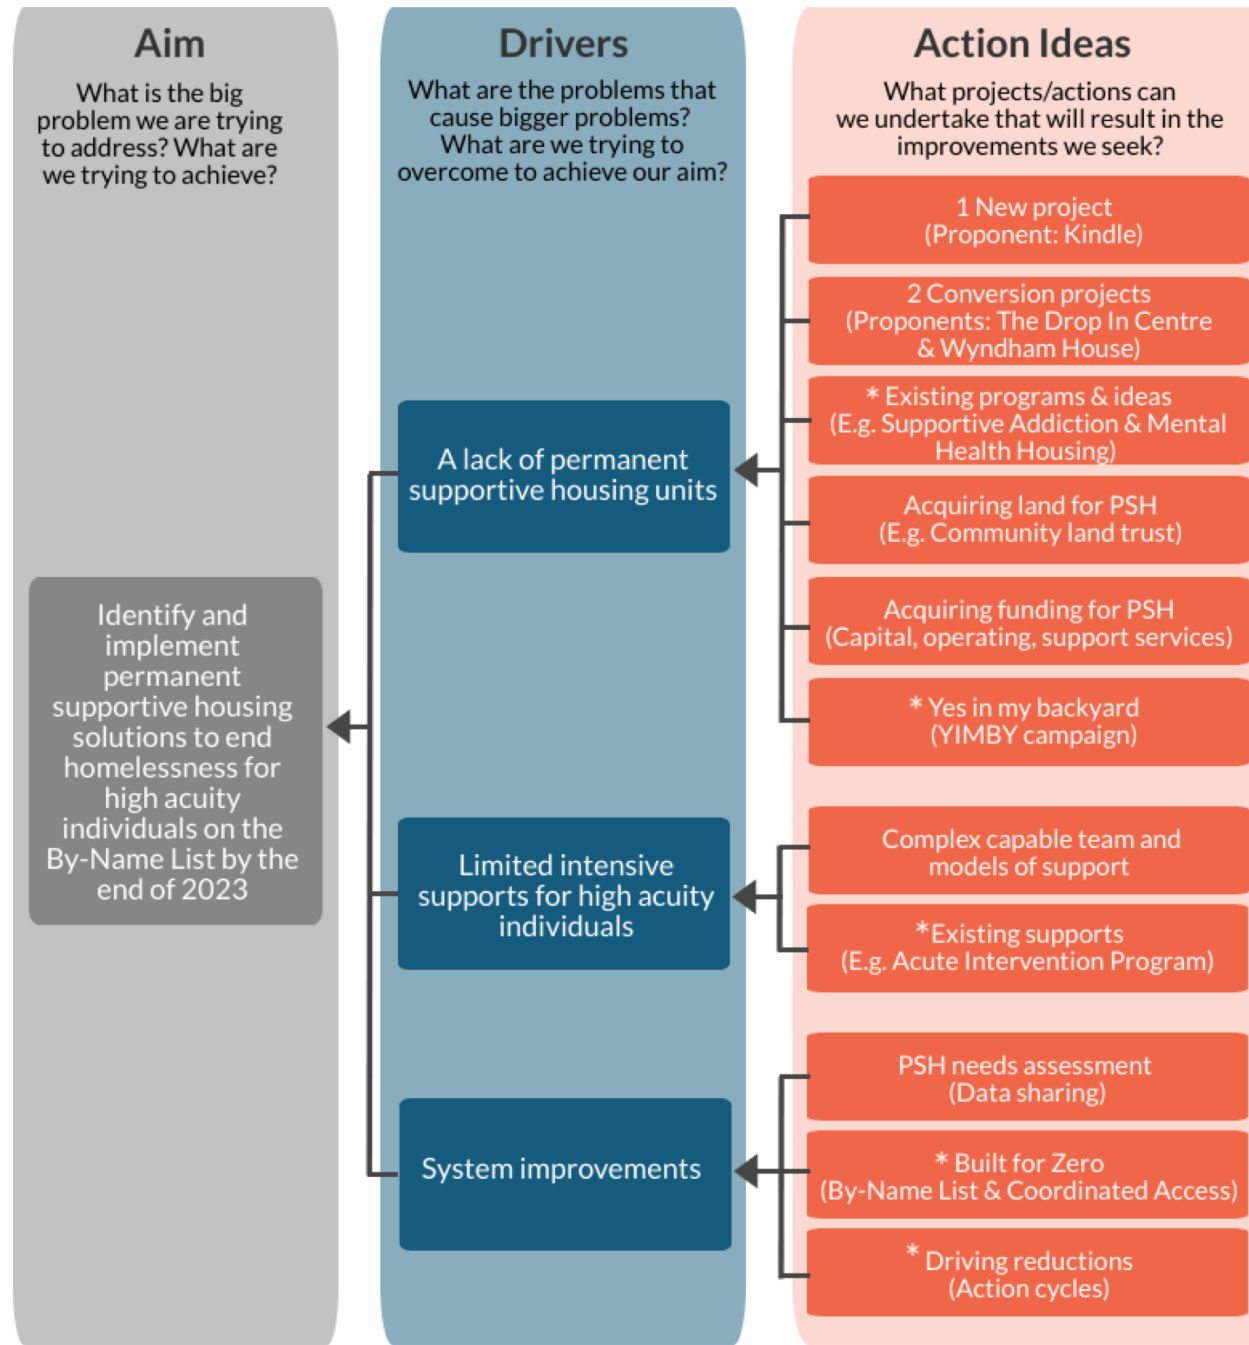 Aim
What is the big
problem we are trying
to address? What are
we trying to achieve?
Identify and
implement
permanent
supportive housing
solutions to end
homelessness for
high acuity
individuals on the
By-Name List by the
end of 2023
Drivers
What are the problems that
cause bigger problems?
What are we trying to
overcome to achieve our aim?
A lack of permanent
supportive housing units
Limited intensive
supports for high acuity
individuals
System improvements
Action Ideas
What projects/actions can
we undertake that will result in the
improvements we seek?
1 New project
(Proponent: Kindle)
2 Conversion projects
(Proponents: The Drop In Centre
& Wyndham House)
* Existing programs & ideas
(E.g. Supportive Addiction & Mental
Health Housing)
Acquiring land for PSH
(E.g. Community land trust)
Acquiring funding for PSH
(Capital, operating, support services)
* Yes in my backyard
(YIMBY campaign)
Complex capable team and
models of support
*Existing supports
(E.g. Acute Intervention Program)
PSH needs assessment
(Data sharing)
* Built for Zero
(By-Name List & Coordinated Access)
* Driving reductions
(Action cycles)